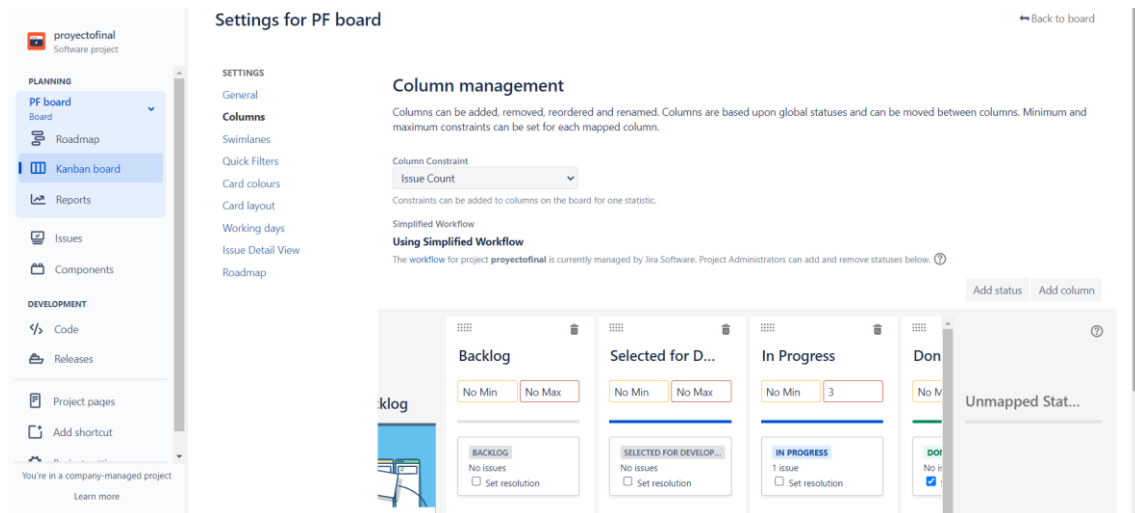 Settings for PF board
Back to board
proyectofinal
Software project
PLANNING
PF board
Board
Roadmap
Kanban board
Reports
Issues
Components
DEVELOPMENT
Code
Releases
Project pages
Add shortcut
You're in a company-managed project
Learn more
SETTINGS
General
Columns
Swimlanes
Quick Filters
Card colours
Card layout
Working days
Issue Detail View
Roadmap
Column management
Columns can be added, removed, reordered and renamed. Columns are based upon global statuses and can be moved between columns. Minimum and
maximum constraints can be set for each mapped column.
Column Constraint
Issue Count
Constraints can be added to columns on the board for one statistic.
Simplified Workflow
Using Simplified Workflow
The workflow for project proyectofinal is currently managed by Jira Software. Project Administrators can add and remove statuses below.
Add status Add column
klog
Backlog
No Min No Max
BACKLOG
No issues
Set resolution
Selected for D...
No Min No Max
SELECTED FOR DEVELOP...
No issues
Set resolution
In Progress
No Min 3
IN PROGRESS
1 issue
Set resolution
Don
No M
DON
No is
Unmapped Stat...